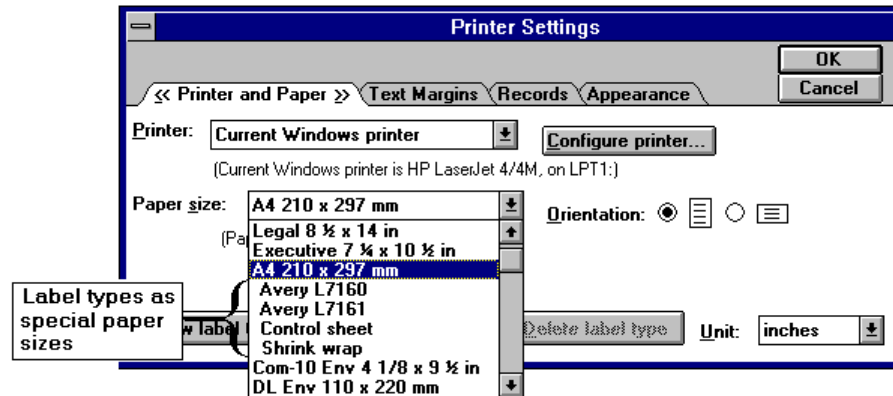 Printer Settings
OK
Cancel
<< Printer and Paper >> Text Margins Records Appearance
Printer: Current Windows printer Configure printer...
(Current Windows printer is HP LaserJet 4/4M, on LPT1:)
Paper size: A4 210 x 297 mm Orientation:
(Pa
Legal 8 ½ x 14 in
Executive 7 ¼ x 10 ½ in
A4 210 x 297 mm
Avery L7160
Avery L7161
Control sheet
Shrink wrap
Com-10 Env 4 1/8 x 9 ½ in
DL Env 110 x 220 mm
Label types as
special paper
sizes
w label
Delete label type Unit: inches